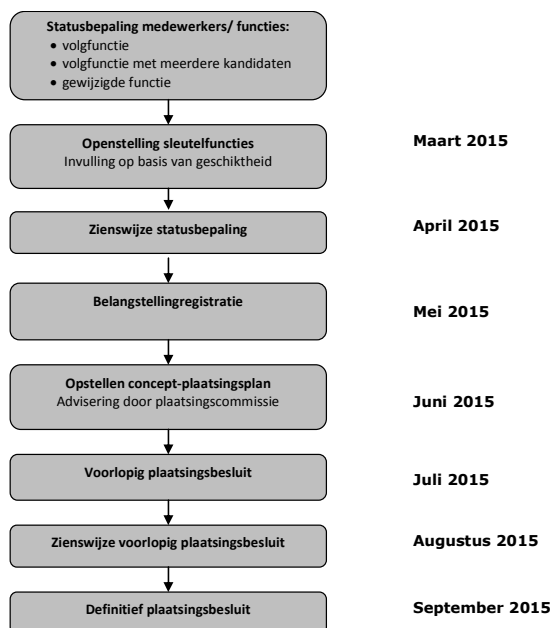 Statusbepaling medewerkers/ functies:
• volgfunctie
• volgfunctie met meerdere kandidaten
• gewijzigde functie
Openstelling sleutelfuncties
Invulling op basis van geschiktheid
Maart 2015
Zienswijze statusbepaling
April 2015
Belangstellingregistratie
Mei 2015
Opstellen concept-plaatsingsplan
Advisering door plaatsingscommissie
Juni 2015
Voorlopig plaatsingsbesluit
Juli 2015
Zienswijze voorlopig plaatsingsbesluit
Augustus 2015
Definitief plaatsingsbesluit
September 2015